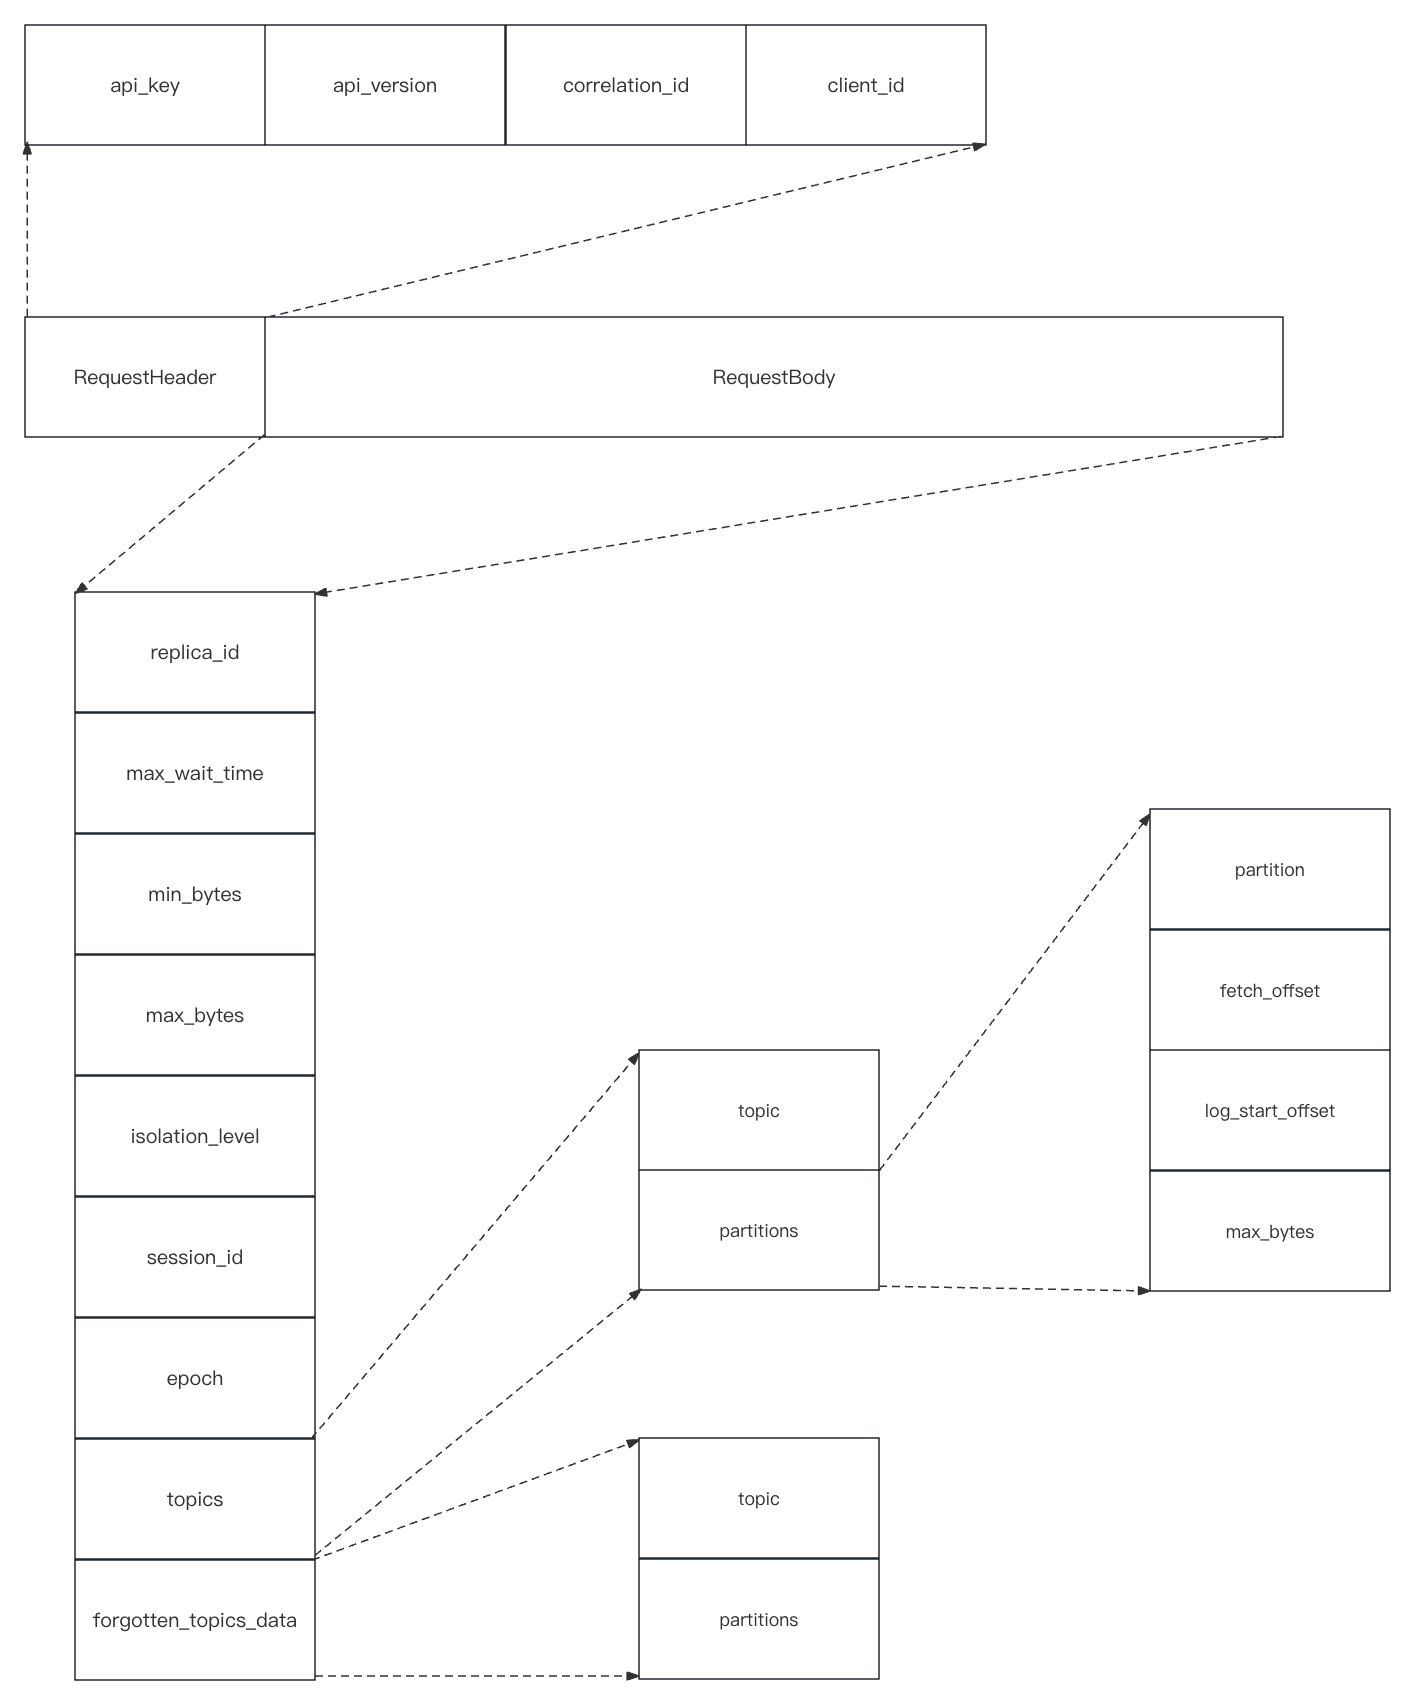 api_key
api_version
correlation_id
client_id
RequestHeader
RequestBody
replica_id
max_wait_time
min_bytes
max_bytes
isolation_level
session_id
epoch
topics
forgotten_topics_data
topic
partitions
topic
partitions
partition
fetch_offset
log_start_offset
max_bytes